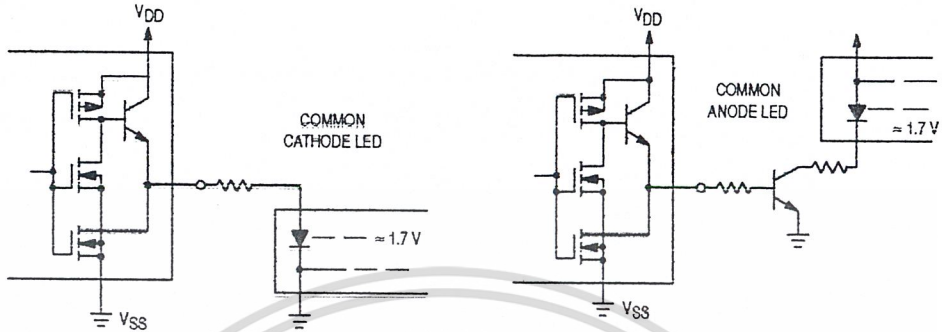 VDD
COMMON
CATHODE LED
≈ 1.7 V
VSS
VDD
COMMON
ANODE LED
≈ 1.7 V
VSS